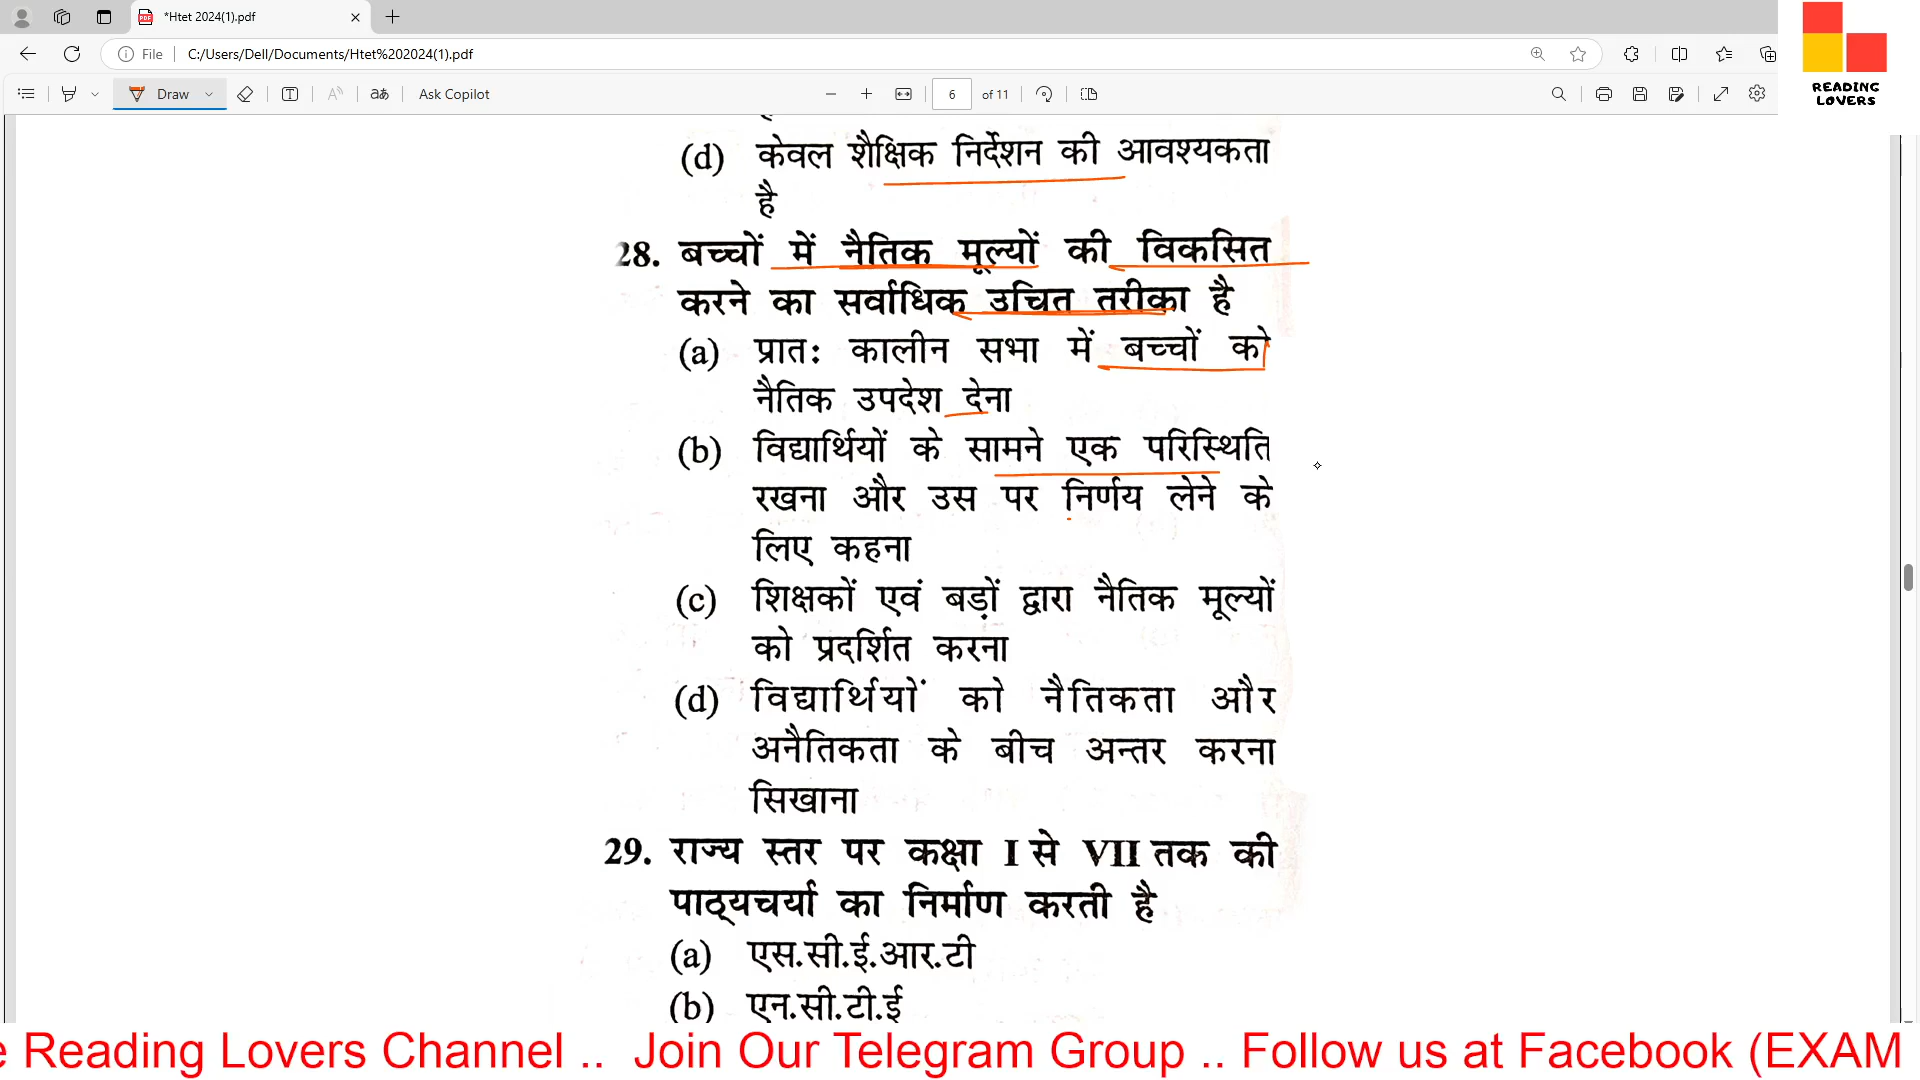 *Htet 2024(1).pdf
File C:/Users/Dell/Documents/Htet%202024(1).pdf
Draw
Ask Copilot
6 of 11
READING
LOVERS
(d) केवल शैक्षिक निर्देशन की आवश्यकता
है
28. बच्चों में नैतिक मूल्यों की विकसित
करने का सर्वाधिक उचित तरीका है
(a) प्रातः कालीन सभा में बच्चों को
नैतिक उपदेश देना
(b) विद्यार्थियों के सामने एक परिस्थिति
रखना और उस पर निर्णय लेने के
लिए कहना
(c) शिक्षकों एवं बड़ों द्वारा नैतिक मूल्यों
को प्रदर्शित करना
(d) विद्यार्थियों को नैतिकता और
अनैतिकता के बीच अन्तर करना
सिखाना
29. राज्य स्तर पर कक्षा I से VII तक की
पाठ्यचर्या का निर्माण करती है
(a) एस.सी.ई.आर.टी
(b) एन.सी.टी.ई
e Reading Lovers Channel .. Join Our Telegram Group .. Follow us at Facebook (EXAM